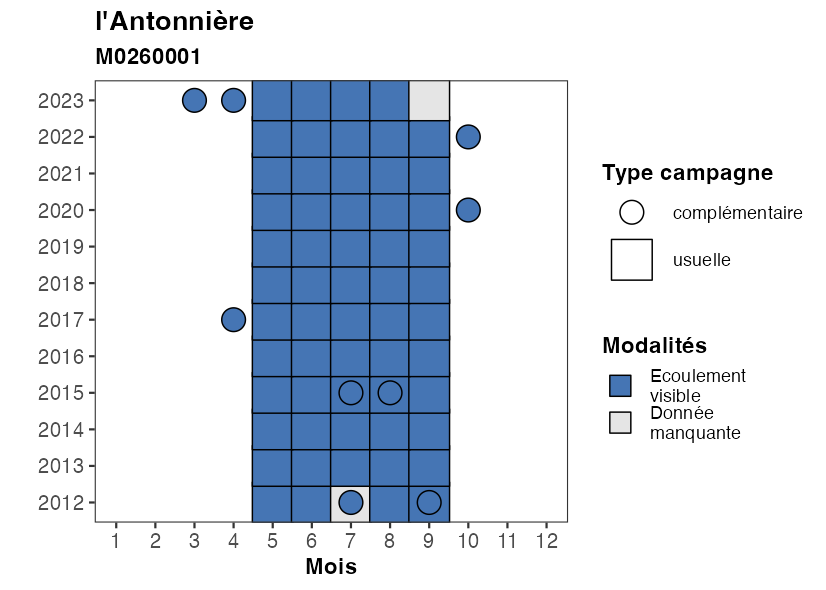 l'Antonnière
M0260001
2023
2022
2021
2020
2019
2018
2017
2016
2015
2014
2013
2012
1 2 3 4 5 6 7 8 9 10 11 12
Mois
Type campagne
complémentaire
usuelle
Modalités
Ecoulement
visible
Donnée
manquante